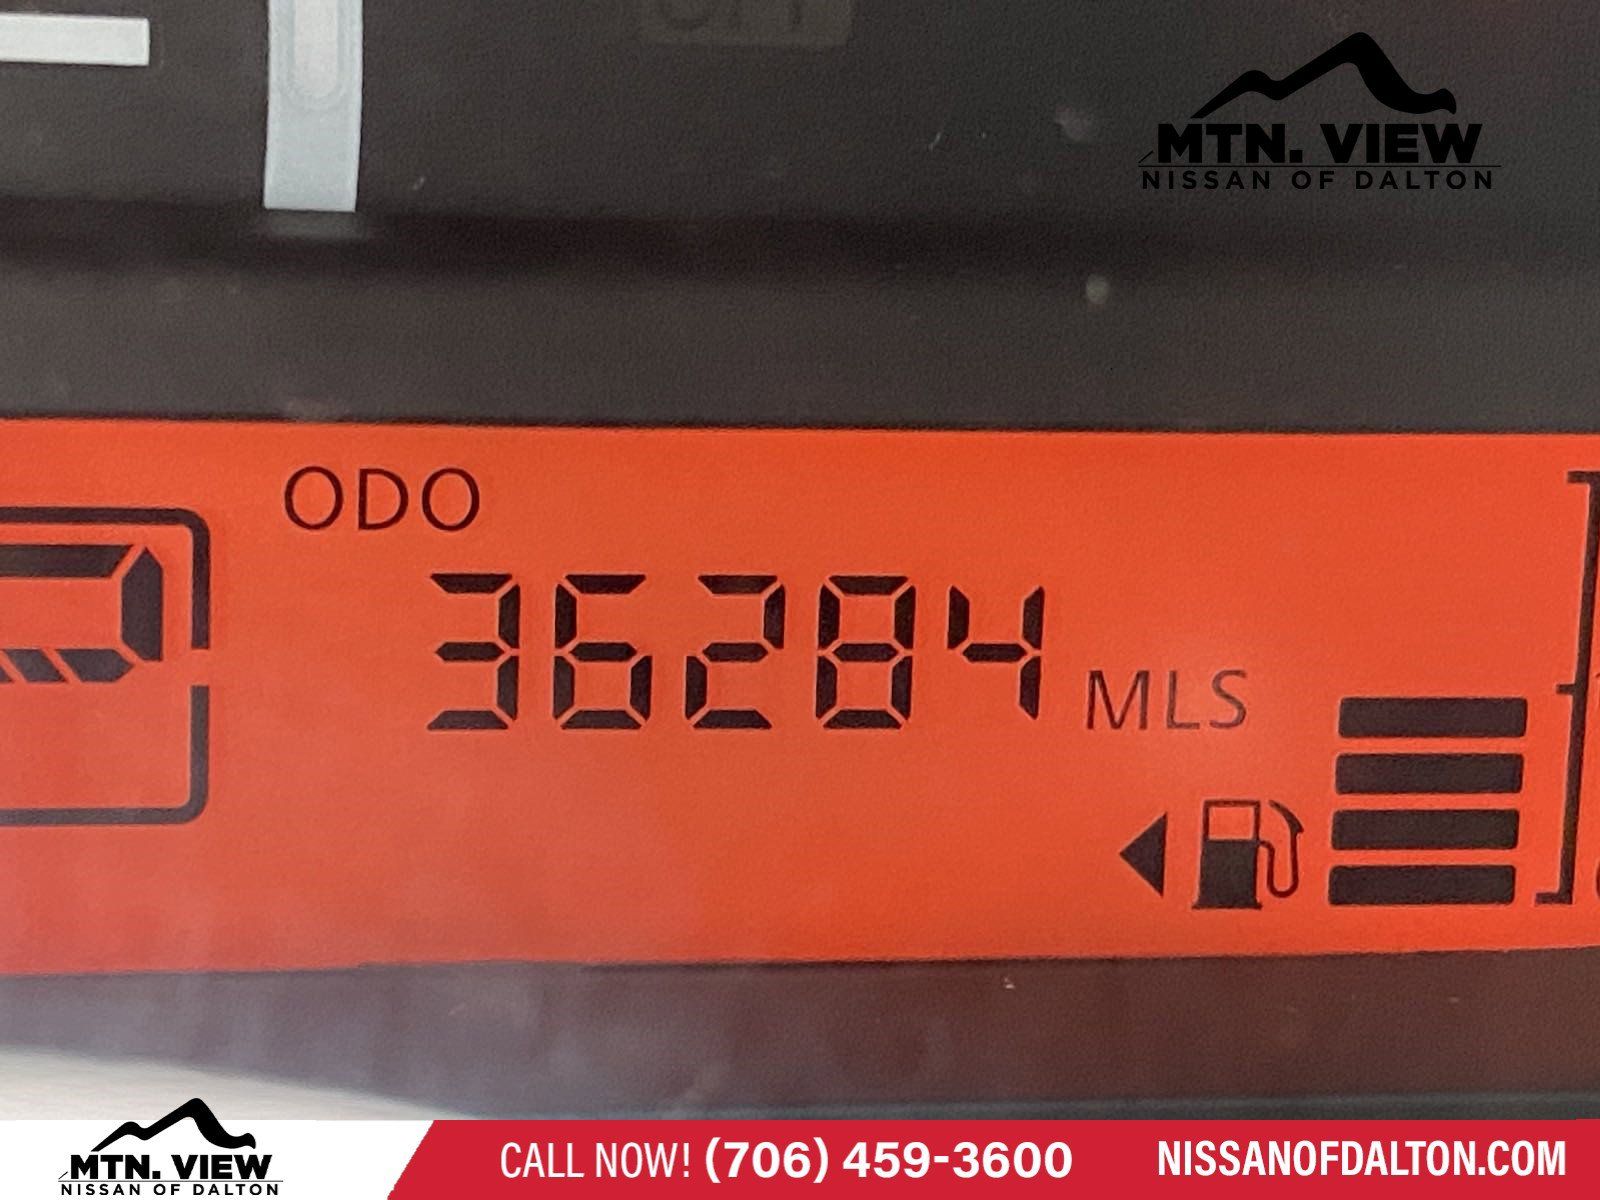 MTN. VIEW
NISSAN OF DALTON
ODO
36284 MLS
MTN. VIEW
NISSAN OF DALTON
CALL NOW! (706) 459-3600
NISSANOFDALTON.COM